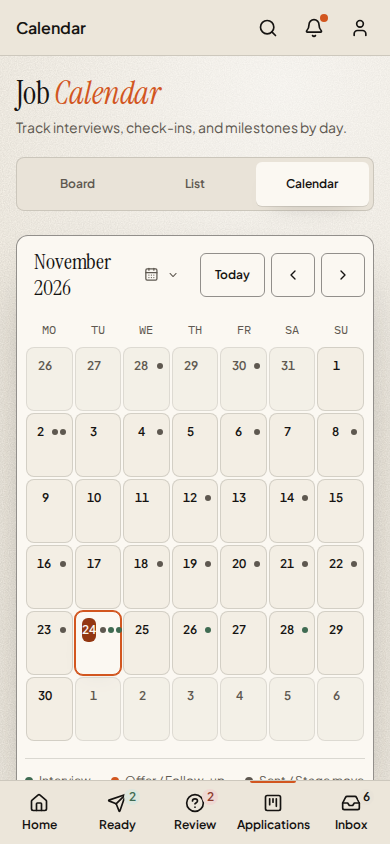 Calendar
Job Calendar
Track interviews, check-ins, and milestones by day.
Board List Calendar
November
2026
Today
MO TU WE TH FR SA SU
26 27 28 29 30 31 1
2 3 4 5 6 7 8
9 10 11 12 13 14 15
16 17 18 19 20 21 22
23 24 25 26 27 28 29
30 1 2 3 4 5 6
Interview Offer / Follow-up Sent / Stage move
2 2 6
Home Ready Review Applications Inbox